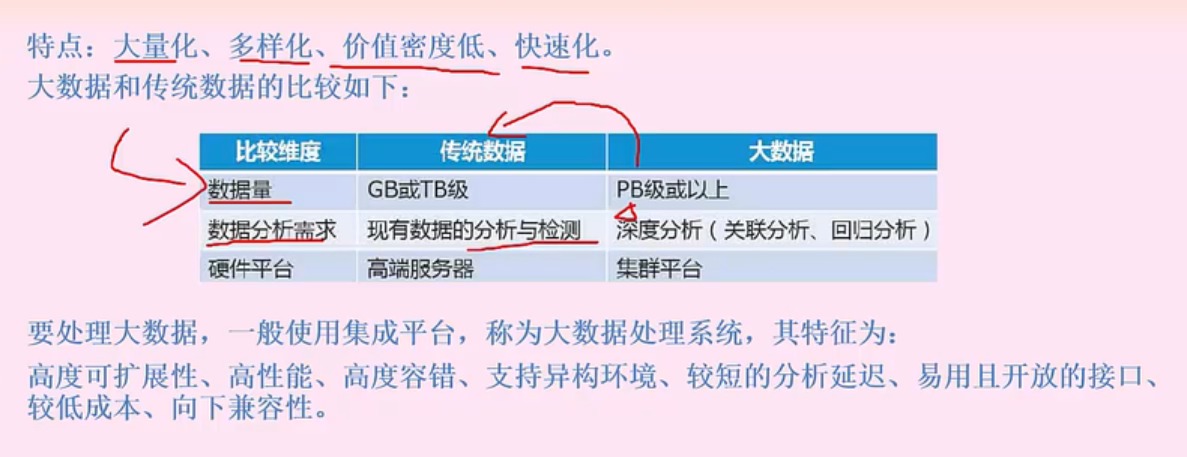 特点：大量化、多样化、价值密度低、快速化。
大数据和传统数据的比较如下：
比较维度 传统数据 大数据
数据量 GB或TB级 PB级或以上
数据分析需求 现有数据的分析与检测 深度分析（关联分析、回归分析）
硬件平台 高端服务器 集群平台
要处理大数据，一般使用集成平台，称为大数据处理系统，其特征为：
高度可扩展性、高性能、高度容错、支持异构环境、较短的分析延迟、易用且开放的接口、
较低成本、向下兼容性。